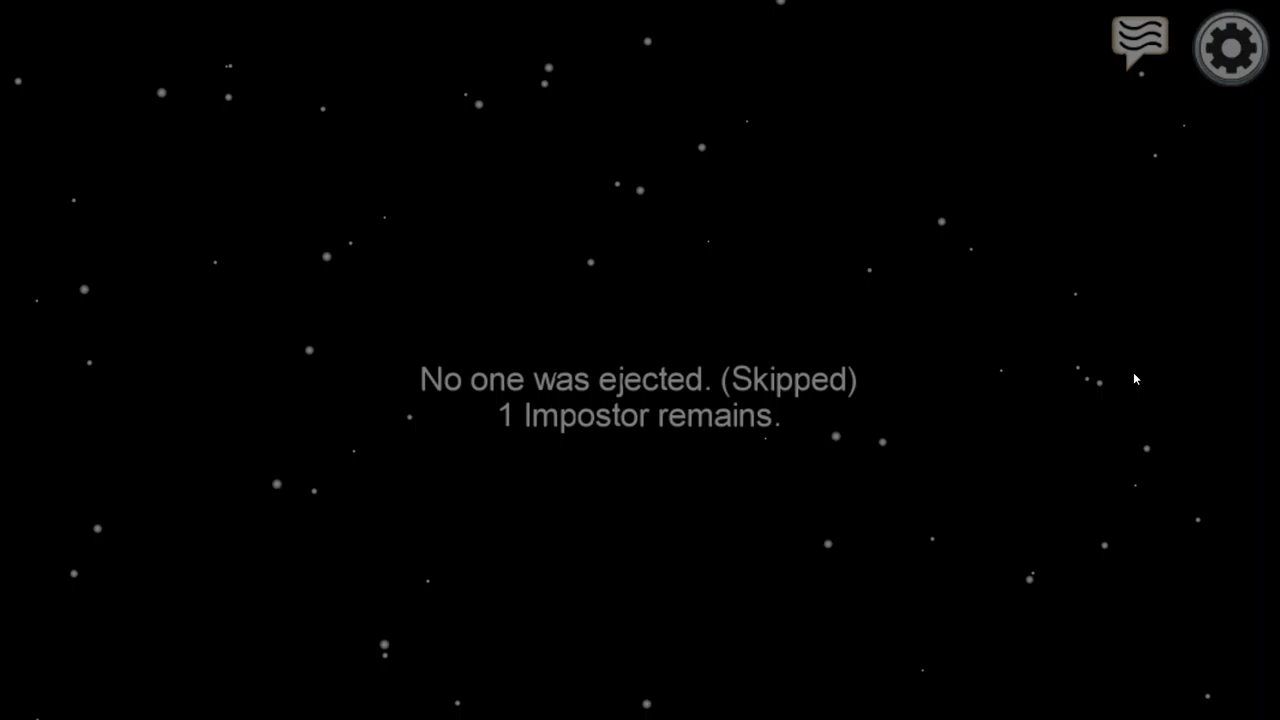 No one was ejected. (Skipped)
1 Impostor remains.